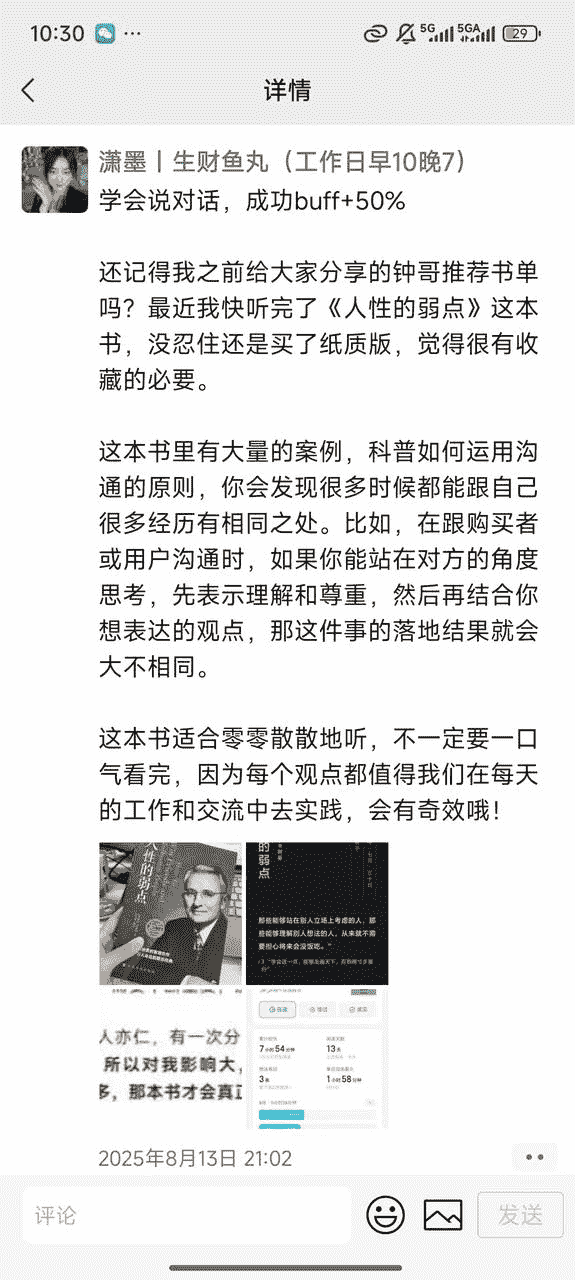 10:30 ... 5G 5GA 29
详情
潇墨丨生财鱼丸（工作日早10晚7）
学会说对话，成功buff+50%
还记得我之前给大家分享的钟哥推荐书单
吗？最近我快听完了《人性的弱点》这本
书，没忍住还是买了纸质版，觉得很有收
藏的必要。
这本书里有大量的案例，科普如何运用沟
通的原则，你会发现很多时候都能跟自己
很多经历有相同之处。比如，在跟购买者
或用户沟通时，如果你能站在对方的角度
思考，先表示理解和尊重，然后再结合你
想表达的观点，那这件事的落地结果就会
大不相同。
这本书适合零零散散地听，不一定要一口
气看完，因为每个观点都值得我们在每天
的工作和交流中去实践，会有奇效哦！
人性的弱点
的弱点
那些能够站在别人立场上考虑的人，那
些能够理解别人想法的人，从来就不需
要担心将来会没饭吃。”
人亦仁，有一次分
所以对我影响大，
多，那本书才会真正
7小时54分钟
13天
1小时58分钟
2025年8月13日 21:02
评论
发送